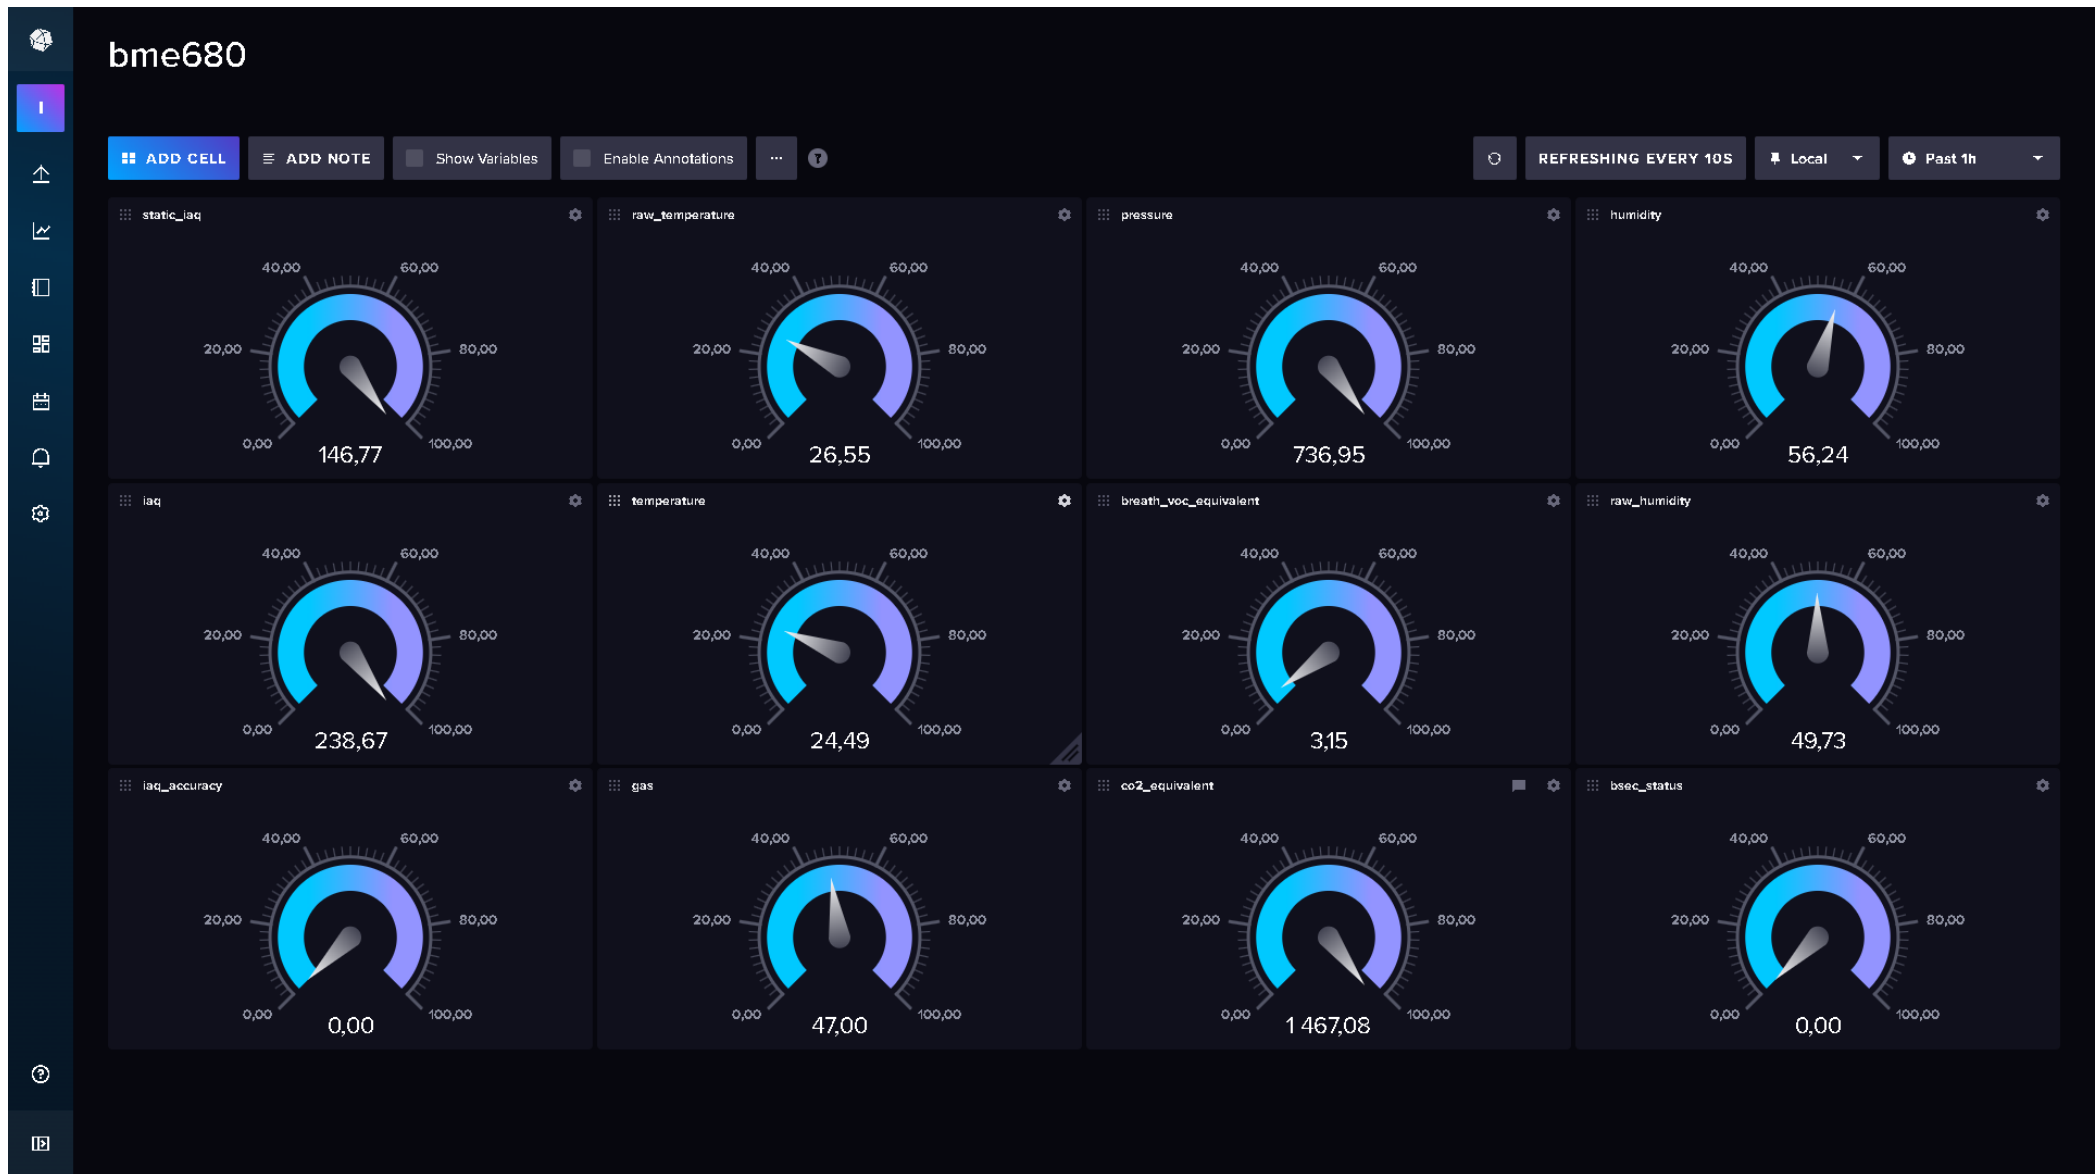 bme680
I
ADD CELL ADD NOTE Show Variables Enable Annotations ... ? REFRESHING EVERY 10S Local Past 1h
static_iaq raw_temperature pressure humidity
40,00 60,00 40,00 60,00 40,00 60,00 40,00 60,00
20,00 80,00 20,00 80,00 20,00 80,00 20,00 80,00
0,00 100,00 0,00 100,00 0,00 100,00 0,00 100,00
146,77 26,55 736,95 56,24
iaq temperature breath_voc_equivalent raw_humidity
40,00 60,00 40,00 60,00 40,00 60,00 40,00 60,00
20,00 80,00 20,00 80,00 20,00 80,00 20,00 80,00
0,00 100,00 0,00 100,00 0,00 100,00 0,00 100,00
238,67 24,49 3,15 49,73
iaq_accuracy gas co2_equivalent bsec_status
40,00 60,00 40,00 60,00 40,00 60,00 40,00 60,00
20,00 80,00 20,00 80,00 20,00 80,00 20,00 80,00
0,00 100,00 0,00 100,00 0,00 100,00 0,00 100,00
0,00 47,00 1 467,08 0,00